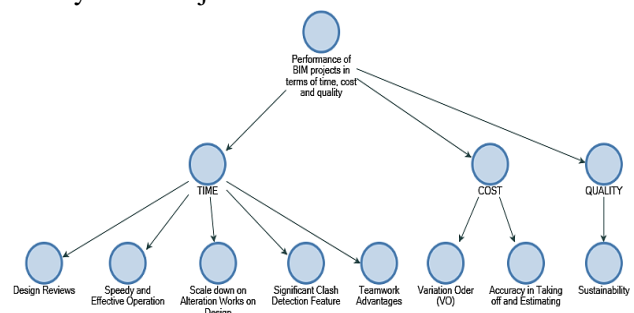 Performance of
BIM projects in
terms of time, cost
and quality
TIME
COST
QUALITY
Design Reviews
Speedy and
Effective Operation
Scale down on
Alteration Works on
Design
Significant Clash
Detection Feature
Teamwork
Advantages
Variation Oder
(VO)
Accuracy in Taking
off and Estimating
Sustainability